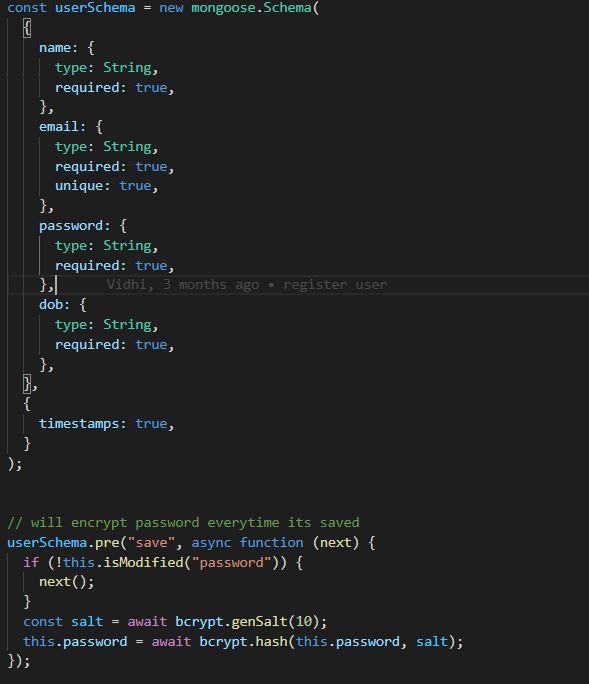 const userSchema = new mongoose.Schema(
  {
    name: {
      type: String,
      required: true,
    },
    email: {
      type: String,
      required: true,
      unique: true,
    },
    password: {
      type: String,
      required: true,
    },      Vidhi, 3 months ago • register user
    dob: {
      type: String,
      required: true,
    },
  },
  {
    timestamps: true,
  }
);
// will encrypt password everytime its saved
userSchema.pre("save", async function (next) {
  if (!this.isModified("password")) {
    next();
  }
  const salt = await bcrypt.genSalt(10);
  this.password = await bcrypt.hash(this.password, salt);
});